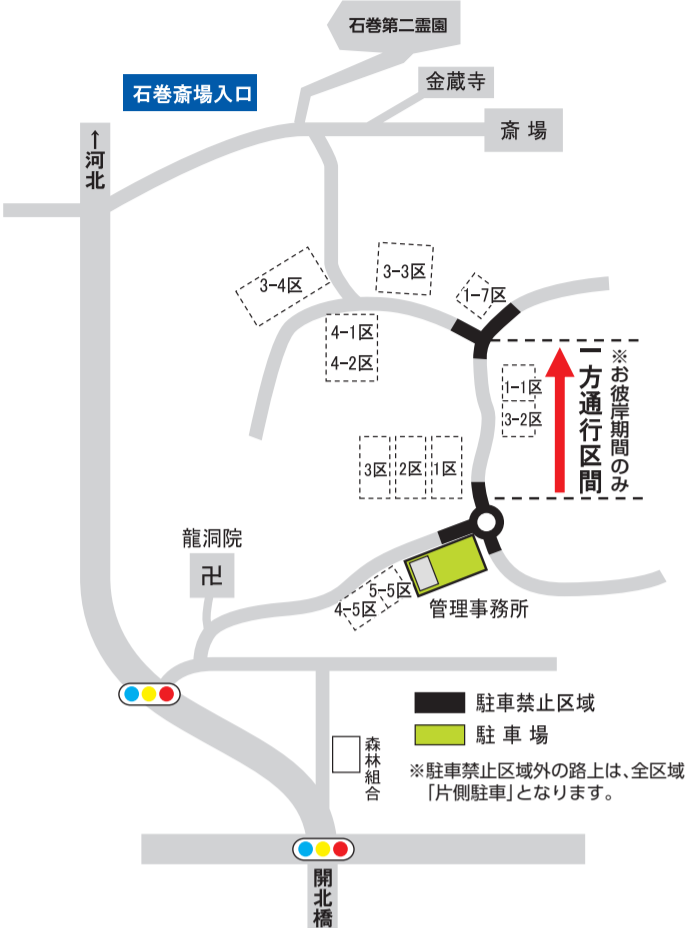 石巻第二霊園
石巻斎場入口
金蔵寺
斎場
↑河北
3-4区
3-3区
1-7区
4-1区
4-2区
1-1区
3-2区
一方通行区間
※お彼岸期間のみ
3区
2区
1区
龍洞院
卍
5-5区
4-5区
管理事務所
駐車禁止区域
駐車場
森林組合
※駐車禁止区域外の路上は、全区域
「片側駐車」となります。
開北橋